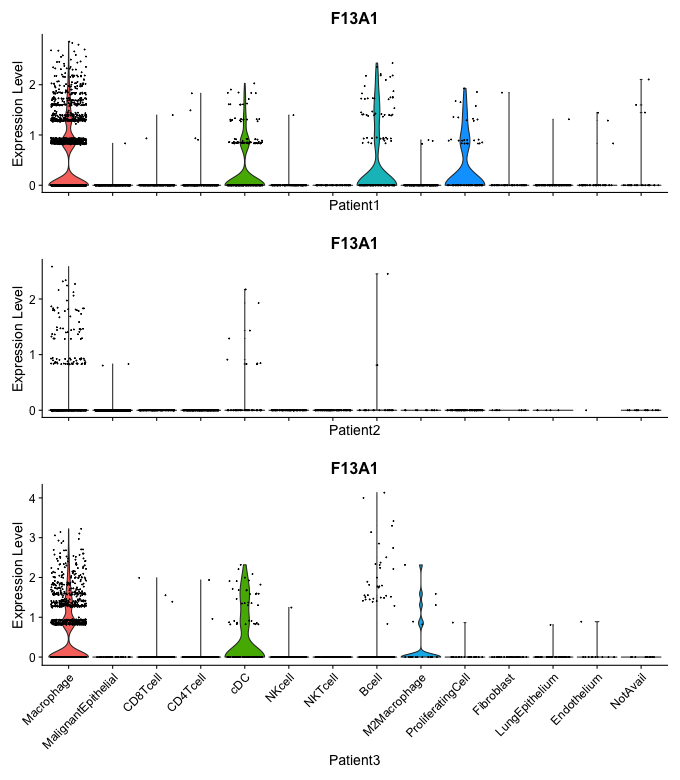 F13A1
Expression Level
2
1
0
Patient1
F13A1
Expression Level
2
1
0
Patient2
F13A1
Expression Level
4
3
2
1
0
Macrophage
MalignantEpithelial
CD8Tcell
CD4Tcell
cDC
NKcell
NKTcell
Bcell
M2Macrophage
ProliferatingCell
Fibroblast
LungEpithelium
Endothelium
NotAvail
Patient3